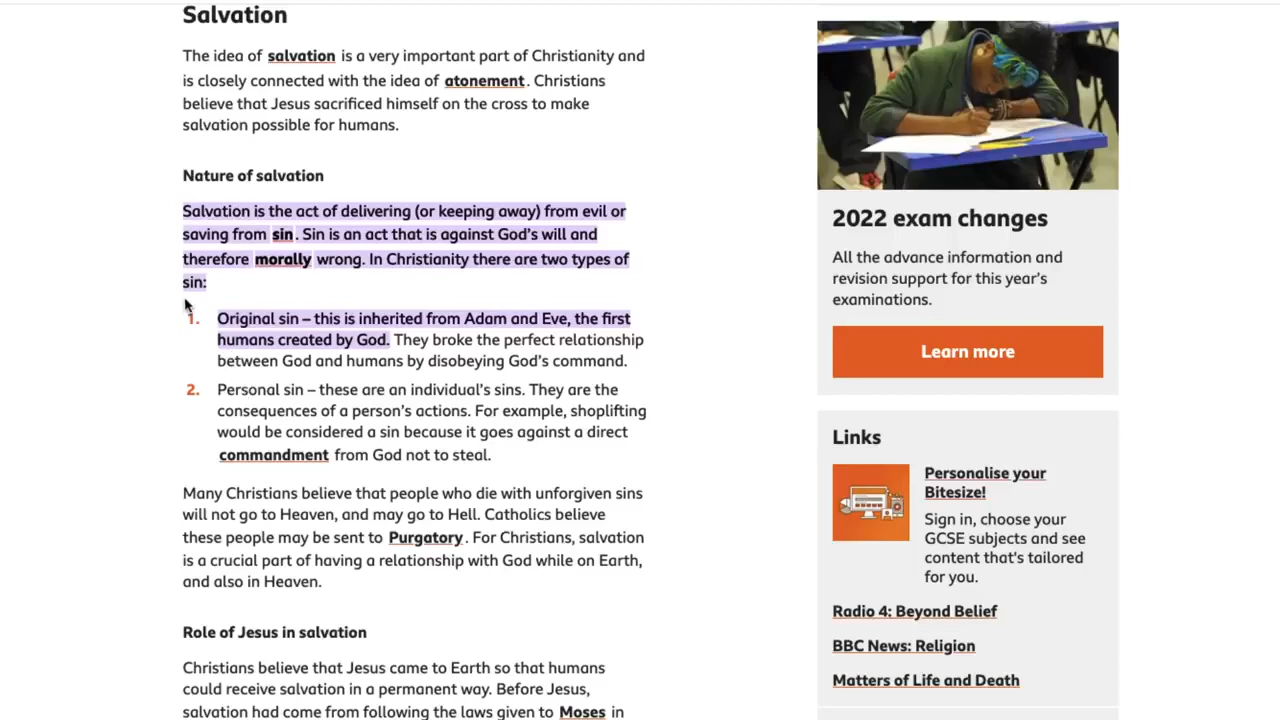 Salvation
The idea of salvation is a very important part of Christianity and
is closely connected with the idea of atonement. Christians
believe that Jesus sacrificed himself on the cross to make
salvation possible for humans.
Nature of salvation
Salvation is the act of delivering (or keeping away) from evil or
saving from sin. Sin is an act that is against God's will and
therefore morally wrong. In Christianity there are two types of
sin:
1. Original sin – this is inherited from Adam and Eve, the first
humans created by God. They broke the perfect relationship
between God and humans by disobeying God's command.
2. Personal sin – these are an individual's sins. They are the
consequences of a person's actions. For example, shoplifting
would be considered a sin because it goes against a direct
commandment from God not to steal.
Many Christians believe that people who die with unforgiven sins
will not go to Heaven, and may go to Hell. Catholics believe
these people may be sent to Purgatory. For Christians, salvation
is a crucial part of having a relationship with God while on Earth,
and also in Heaven.
Role of Jesus in salvation
Christians believe that Jesus came to Earth so that humans
could receive salvation in a permanent way. Before Jesus,
salvation had come from following the laws given to Moses in
2022 exam changes
All the advance information and
revision support for this year's
examinations.
Learn more
Links
Personalise your
Bitesize!
Sign in, choose your
GCSE subjects and see
content that's tailored
for you.
Radio 4: Beyond Belief
BBC News: Religion
Matters of Life and Death